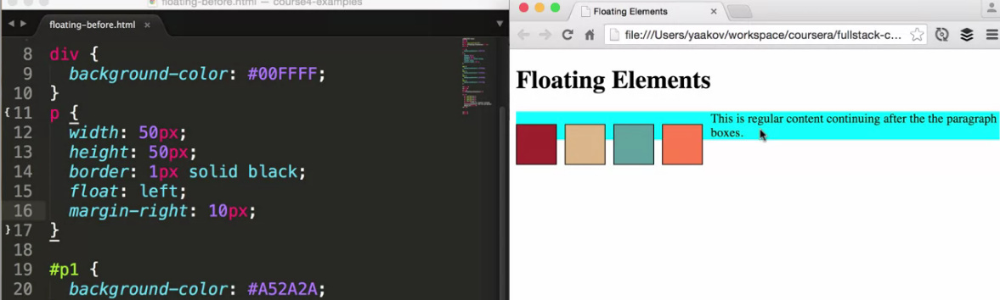 floating-before.html — course4-examples
floating-before.html ×
8 div {
9 background-color: #00FFFF;
10 }
11 p {
12 width: 50px;
13 height: 50px;
14 border: 1px solid black;
15 float: left;
16 margin-right: 10px;
17 }
18
19 #p1 {
20 background-color: #A52A2A;
Floating Elements ×
file:///Users/yaakov/workspace/coursera/fullstack-c...
Floating Elements
This is regular content continuing after the the paragraph
boxes.